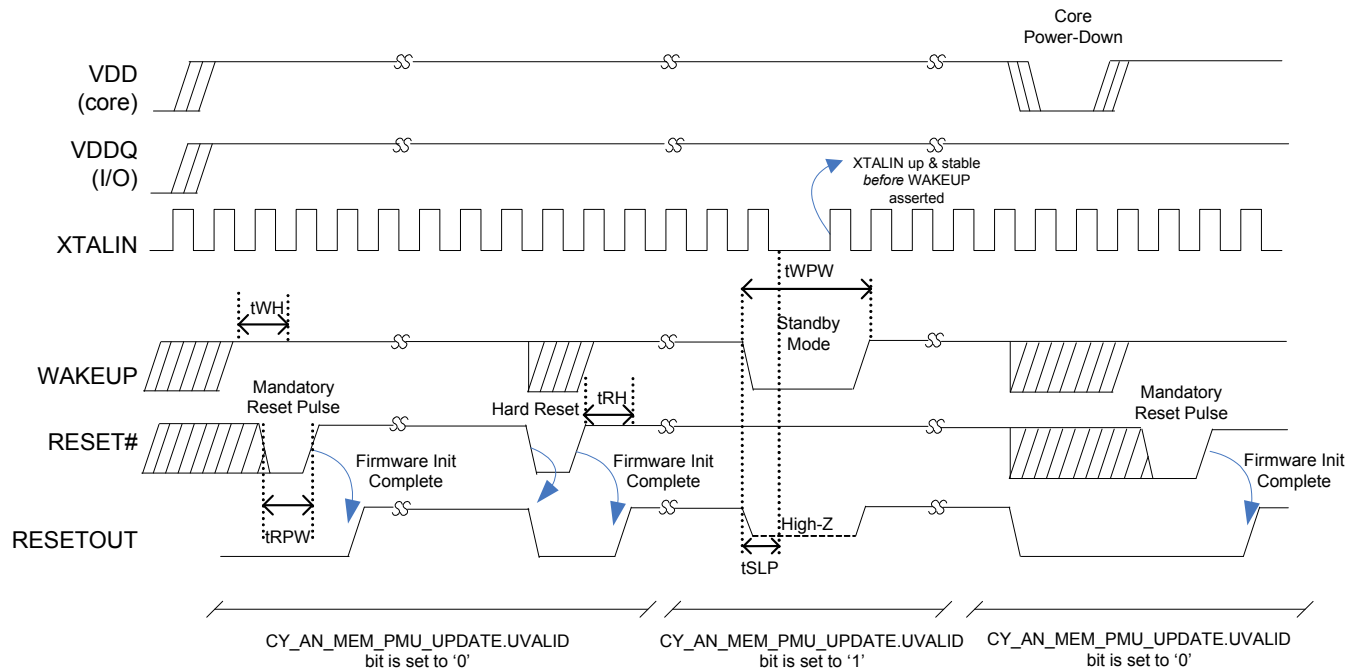 Core
Power-Down
VDD
(core)
VDDQ
(I/O)
XTALIN up & stable
before WAKEUP
asserted
XTALIN
tWPW
tWH
Standby
Mode
WAKEUP
Mandatory
Reset Pulse
Hard Reset
tRH
Mandatory
Reset Pulse
RESET#
Firmware Init
Complete
Firmware Init
Complete
Firmware Init
Complete
High-Z
RESETOUT
tRPW
tSLP
CY_AN_MEM_PMU_UPDATE.UVALID
bit is set to ‘0’
CY_AN_MEM_PMU_UPDATE.UVALID
bit is set to ‘1’
CY_AN_MEM_PMU_UPDATE.UVALID
bit is set to ‘0’